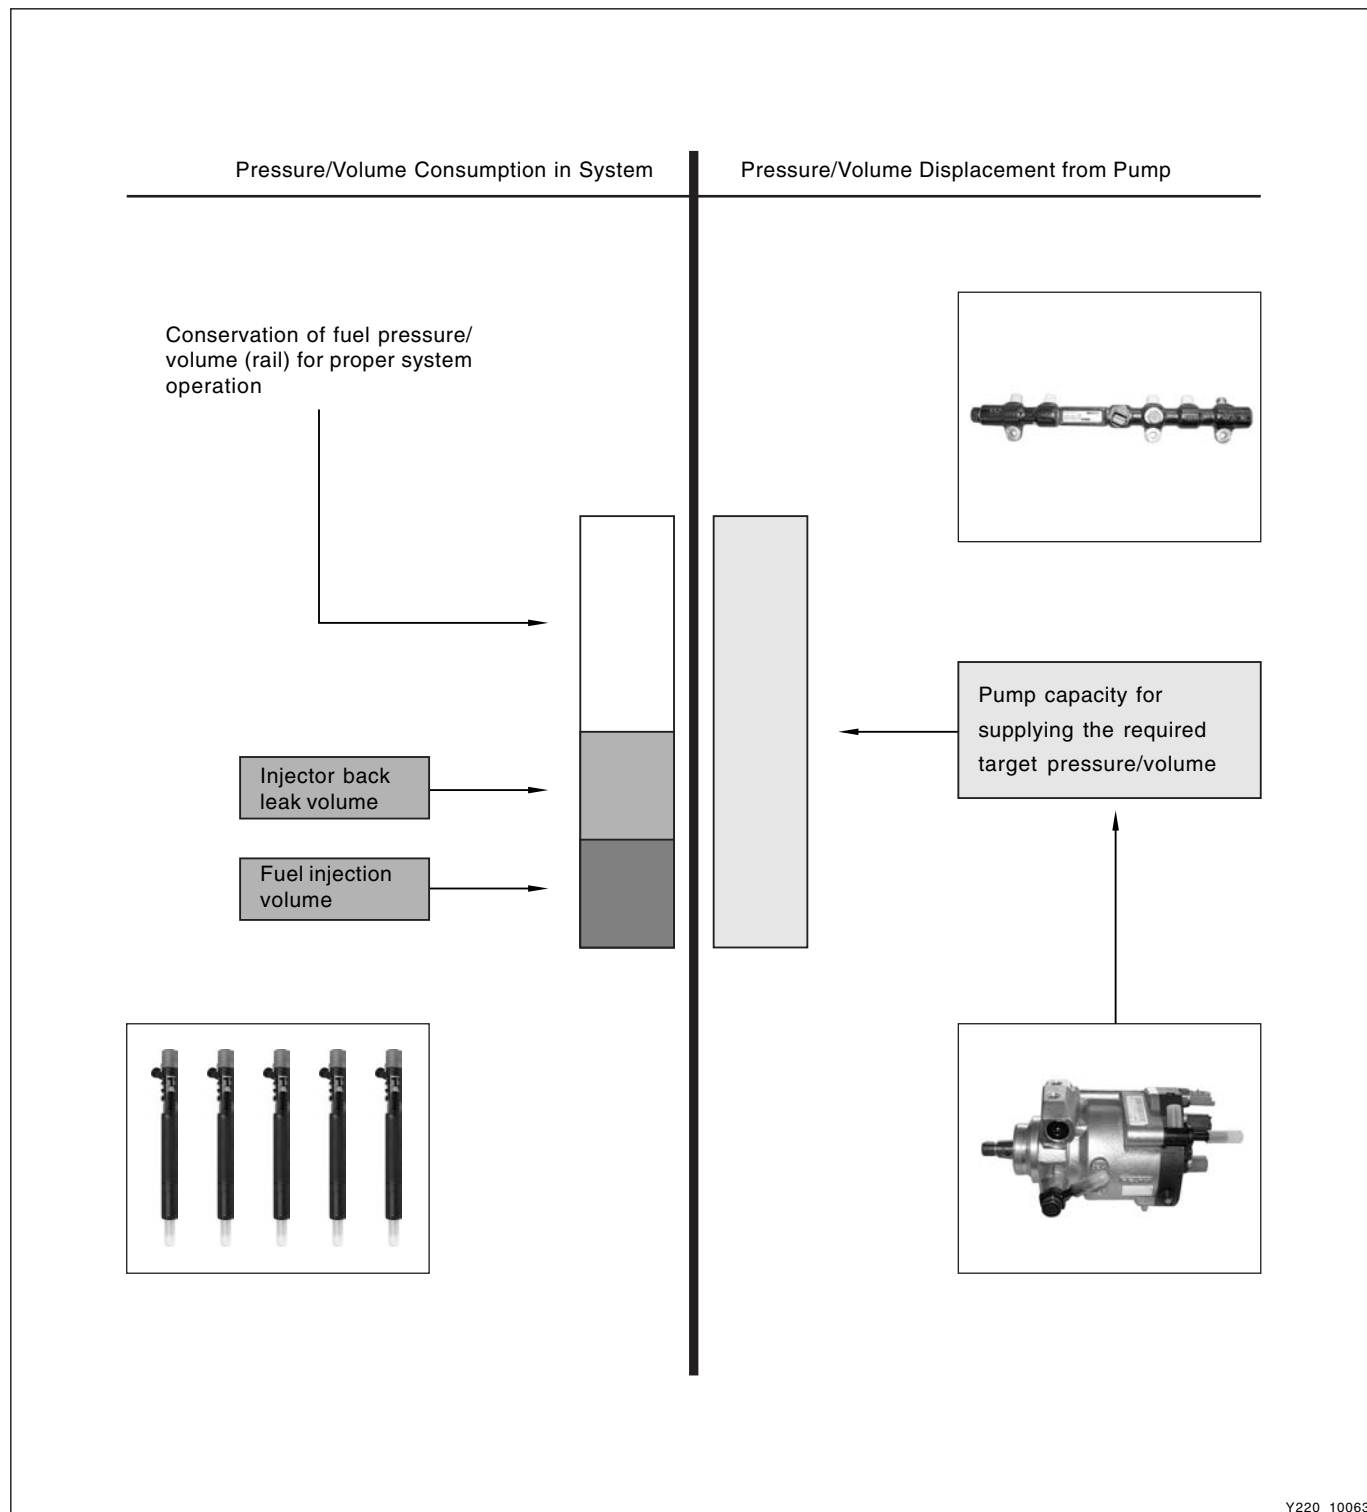 Pressure/Volume Consumption in System
Pressure/Volume Displacement from Pump
Conservation of fuel pressure/
volume (rail) for proper system
operation
Injector back
leak volume
Fuel injection
volume
Pump capacity for
supplying the required
target pressure/volume
Y220_10063